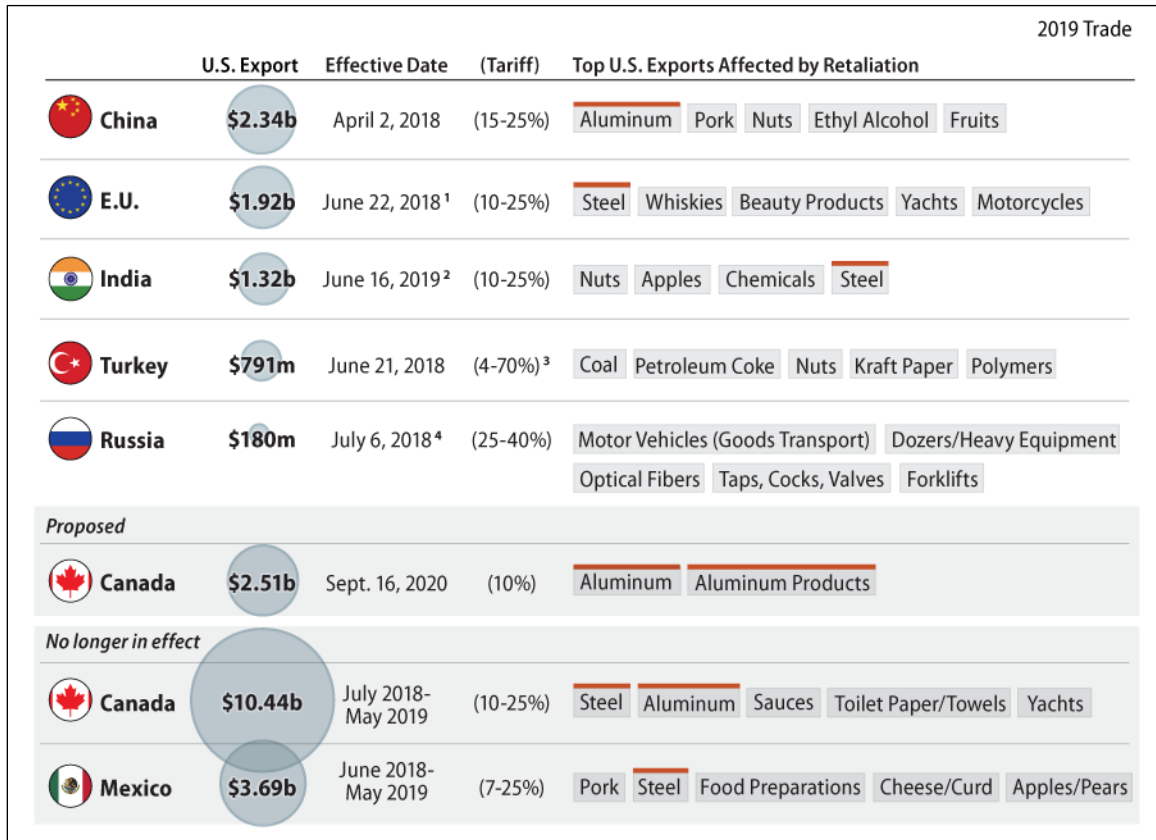 2019 Trade
U.S. Export Effective Date (Tariff) Top U.S. Exports Affected by Retaliation
China $2.34b April 2, 2018 (15-25%) Aluminum Pork Nuts Ethyl Alcohol Fruits
E.U. $1.92b June 22, 2018¹ (10-25%) Steel Whiskies Beauty Products Yachts Motorcycles
India $1.32b June 16, 2019² (10-25%) Nuts Apples Chemicals Steel
Turkey $791m June 21, 2018 (4-70%)³ Coal Petroleum Coke Nuts Kraft Paper Polymers
Russia $180m July 6, 2018⁴ (25-40%) Motor Vehicles (Goods Transport) Dozers/Heavy Equipment
Optical Fibers Taps, Cocks, Valves Forklifts
Proposed
Canada $2.51b Sept. 16, 2020 (10%) Aluminum Aluminum Products
No longer in effect
Canada $10.44b July 2018- (10-25%) Steel Aluminum Sauces Toilet Paper/Towels Yachts
May 2019
Mexico $3.69b June 2018- (7-25%) Pork Steel Food Preparations Cheese/Curd Apples/Pears
May 2019